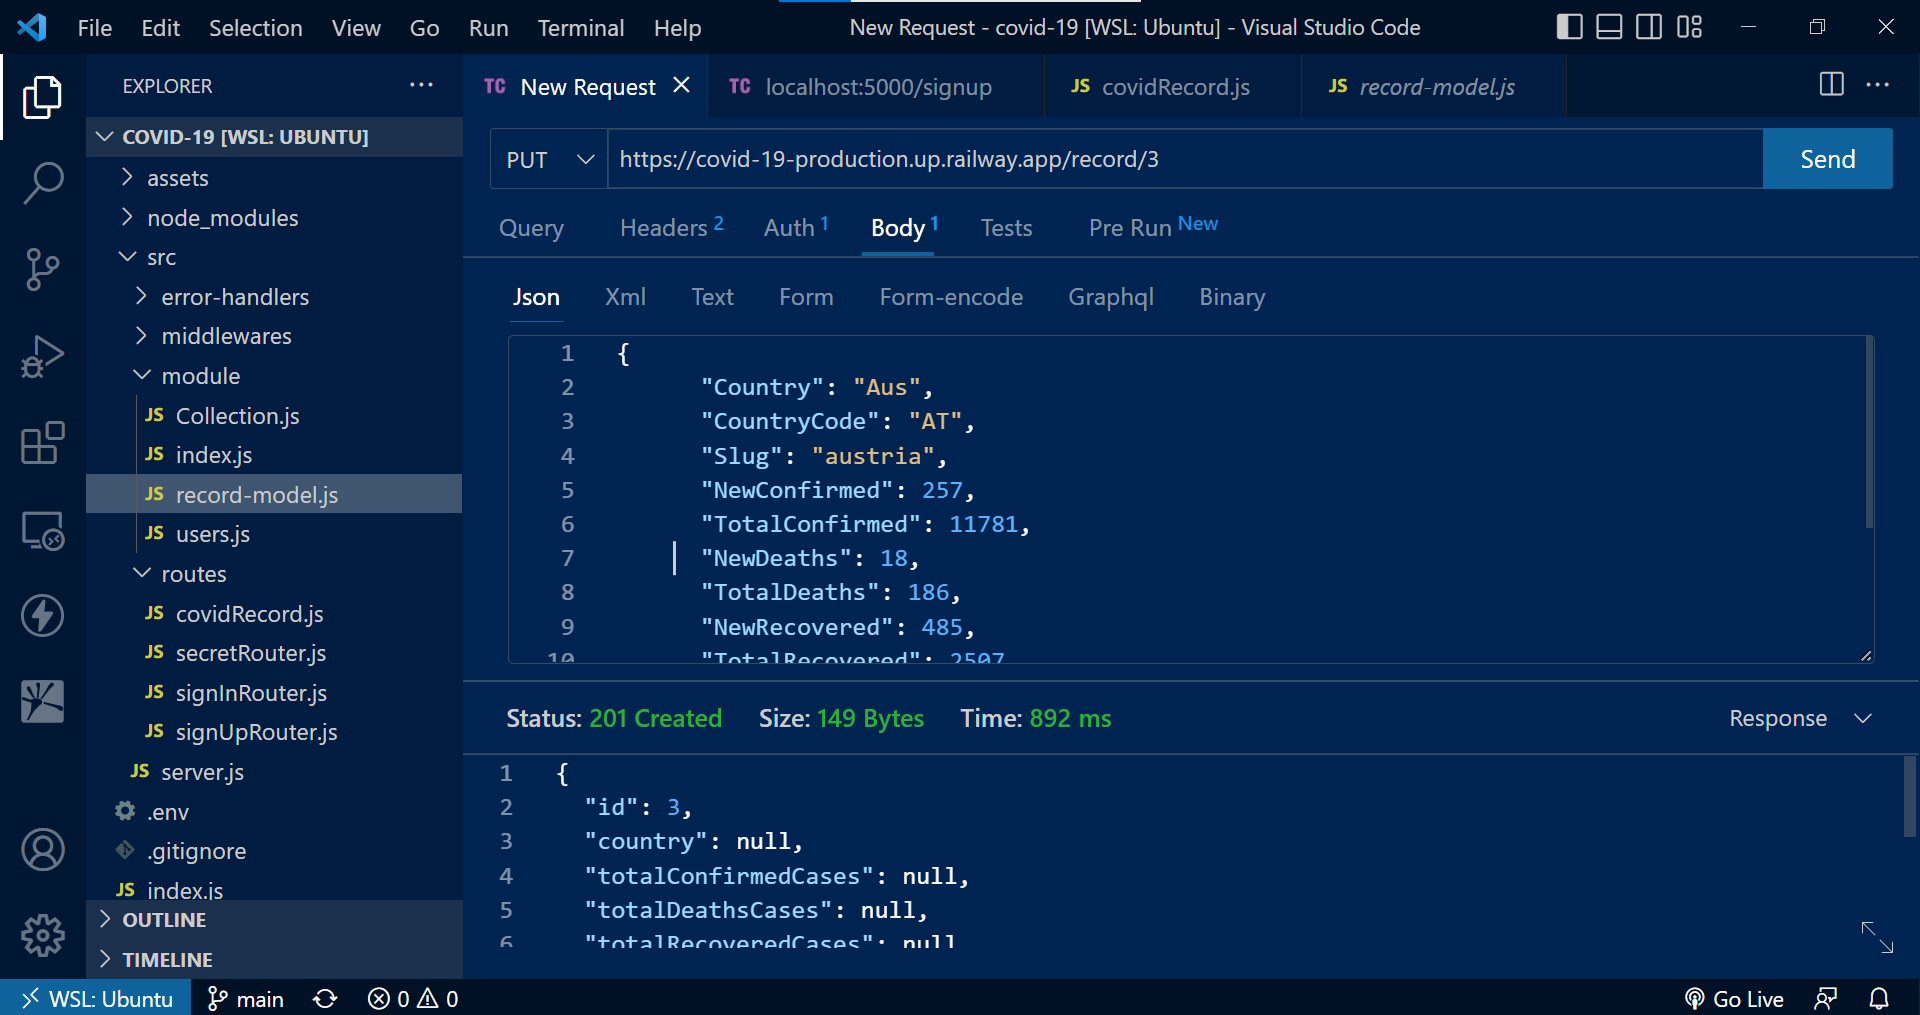 File Edit Selection View Go Run Terminal Help
New Request - covid-19 [WSL: Ubuntu] - Visual Studio Code
EXPLORER
COVID-19 [WSL: UBUNTU]
assets
node_modules
src
error-handlers
middlewares
module
JS Collection.js
JS index.js
JS record-model.js
JS users.js
routes
JS covidRecord.js
JS secretRouter.js
JS signInRouter.js
JS signUpRouter.js
JS server.js
.env
.gitignore
JS index.js
OUTLINE
TIMELINE
TC New Request
TC localhost:5000/signup
JS covidRecord.js
JS record-model.js
PUT https://covid-19-production.up.railway.app/record/3 Send
Query Headers 2 Auth 1 Body 1 Tests Pre Run New
Json Xml Text Form Form-encode Graphql Binary
1 {
2 "Country": "Aus",
3 "CountryCode": "AT",
4 "Slug": "austria",
5 "NewConfirmed": 257,
6 "TotalConfirmed": 11781,
7 "NewDeaths": 18,
8 "TotalDeaths": 186,
9 "NewRecovered": 485,
10 "TotalRecovered": 2507
Status: 201 Created Size: 149 Bytes Time: 892 ms Response
1 {
2 "id": 3,
3 "country": null,
4 "totalConfirmedCases": null,
5 "totalDeathsCases": null,
6 "totalRecoveredCases": null
WSL: Ubuntu main 0 0 Go Live